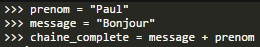 >>> prenom = "Paul"
>>> message = "Bonjour"
>>> chaine_complete = message + prenom